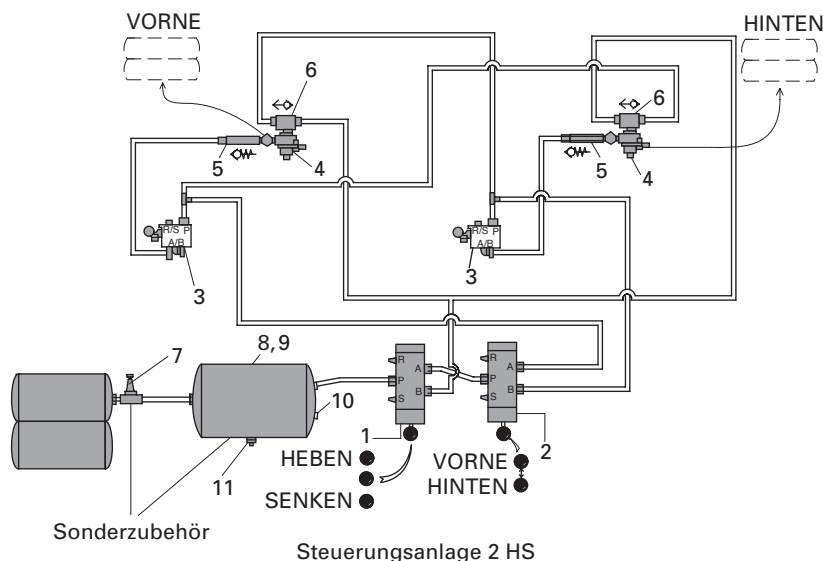 VORNE
HINTEN
6
6
5
4
5
4
R/S P
A/B
R/S P
A/B
3
3
7
8,9
R
A
P
B
S
R
A
P
B
S
10
1
2
11
HEBEN
SENKEN
VORNE
HINTEN
Sonderzubehör
Steuerungsanlage 2 HS